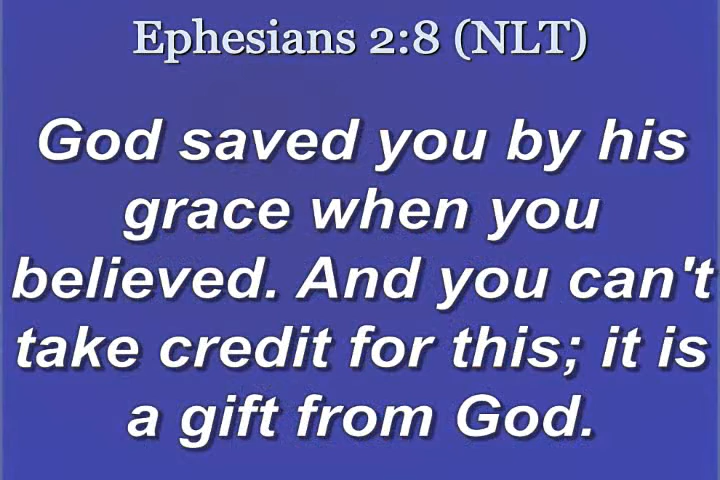 Ephesians 2:8 (NLT)
God saved you by his
grace when you
believed. And you can't
take credit for this; it is
a gift from God.